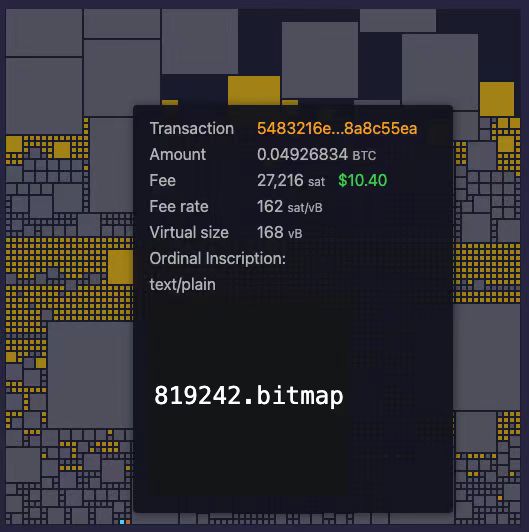 Transaction 5483216e...8a8c55ea
Amount 0.04926834 BTC
Fee 27,216 sat $10.40
Fee rate 162 sat/vB
Virtual size 168 vB
Ordinal Inscription:
text/plain
819242.bitmap